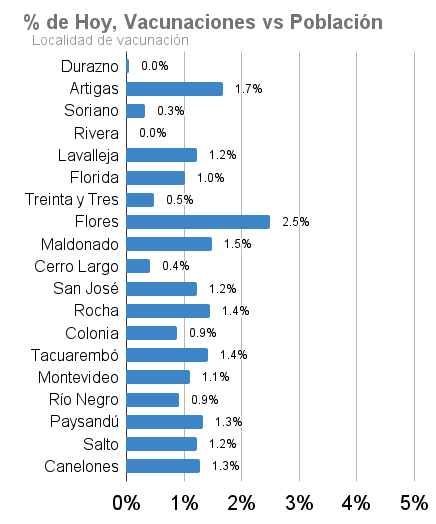 % de Hoy, Vacunaciones vs Población
Localidad de vacunación
Durazno 0.0%
Artigas 1.7%
Soriano 0.3%
Rivera 0.0%
Lavalleja 1.2%
Florida 1.0%
Treinta y Tres 0.5%
Flores 2.5%
Maldonado 1.5%
Cerro Largo 0.4%
San José 1.2%
Rocha 1.4%
Colonia 0.9%
Tacuarembó 1.4%
Montevideo 1.1%
Río Negro 0.9%
Paysandú 1.3%
Salto 1.2%
Canelones 1.3%
0% 1% 2% 3% 4% 5%